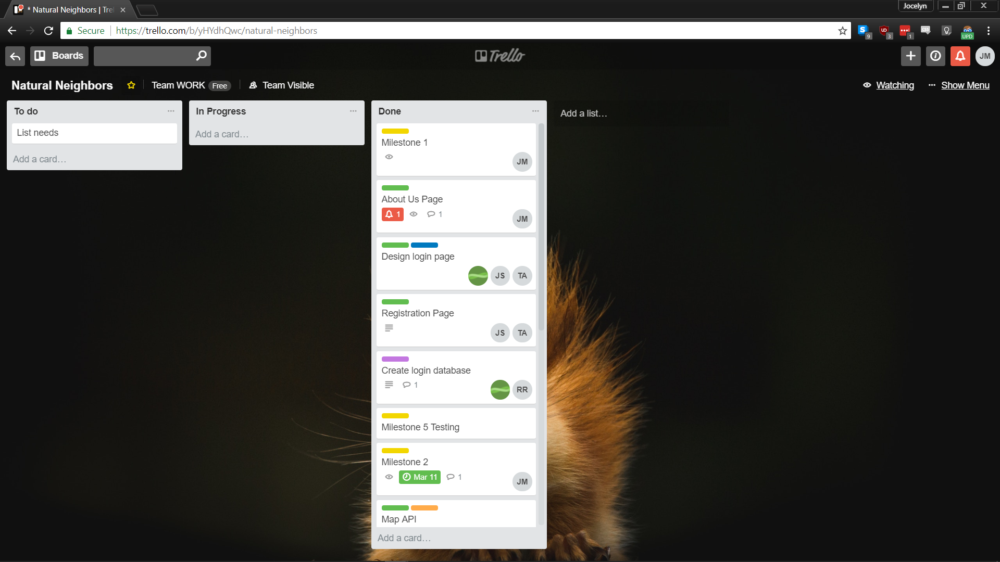 * Natural Neighbors | Tre
Jocelyn
Secure
https://trello.com/b/yHYdhQwc/natural-neighbors
S 9
UD 3
1
CSS
UPD
Boards
Trello
JM
Natural Neighbors
Team WORK Free
Team Visible
Watching
Show Menu
To do
List needs
Add a card…
In Progress
Add a card…
Done
Milestone 1
JM
About Us Page
1
1
JM
Design login page
JS TA
Registration Page
JS TA
Create login database
1
RR
Milestone 5 Testing
Milestone 2
Mar 11 1
JM
Map API
Add a card…
Add a list…